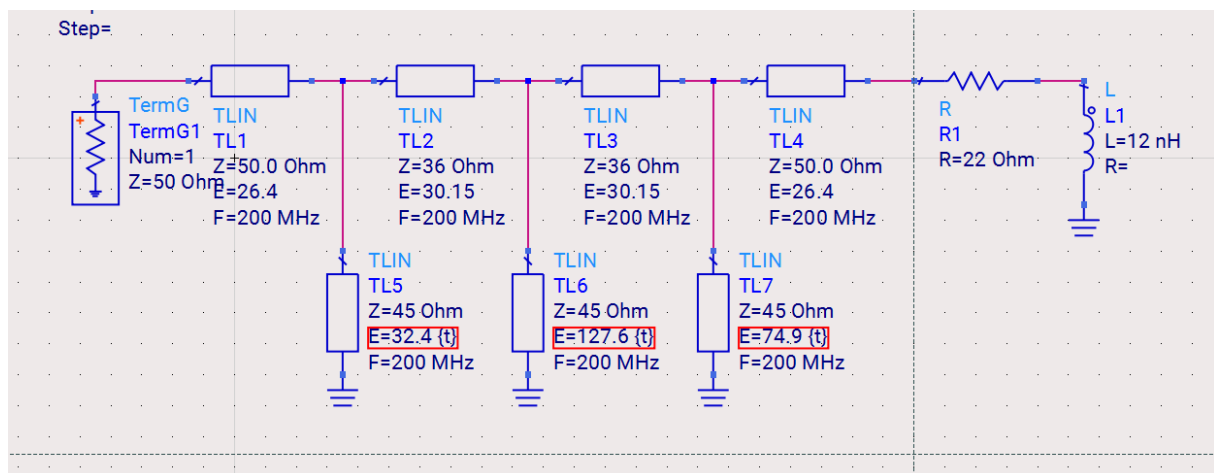 Step=
TermG
TermG1
Num=1
Z=50 Ohm
TLIN
TL1
Z=50.0 Ohm
E=26.4
F=200 MHz
TLIN
TL2
Z=36 Ohm
E=30.15
F=200 MHz
TLIN
TL3
Z=36 Ohm
E=30.15
F=200 MHz
TLIN
TL4
Z=50.0 Ohm
E=26.4
F=200 MHz
R
R1
R=22 Ohm
L
L1
L=12 nH
R=
TLIN
TL5
Z=45 Ohm
E=32.4 {t}
F=200 MHz
TLIN
TL6
Z=45 Ohm
E=127.6 {t}
F=200 MHz
TLIN
TL7
Z=45 Ohm
E=74.9 {t}
F=200 MHz